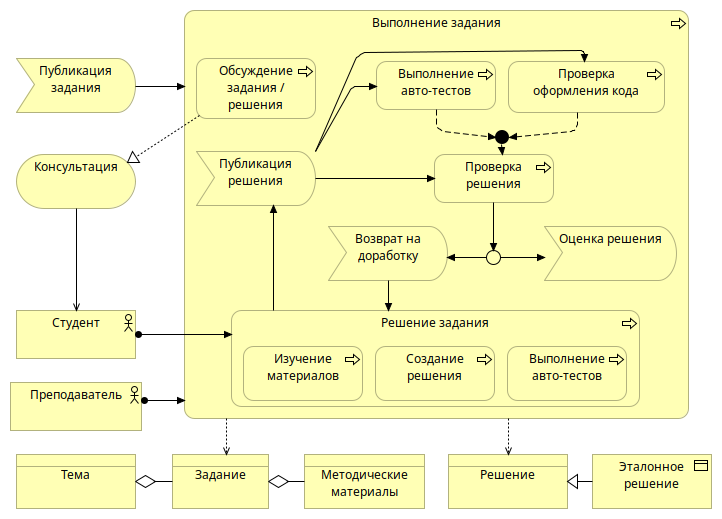 Выполнение задания
Публикация
задания
Обсуждение
задания /
решения
Выполнение
авто-тестов
Проверка
оформления кода
Консультация
Публикация
решения
Проверка
решения
Возврат на
доработку
Оценка решения
Студент
Решение задания
Изучение
материалов
Создание
решения
Выполнение
авто-тестов
Преподаватель
Тема
Задание
Методические
материалы
Решение
Эталонное
решение